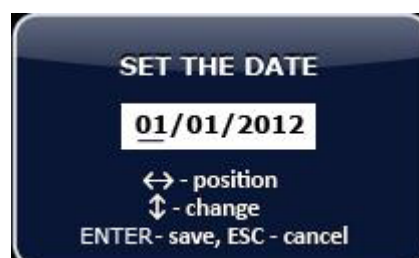 SET THE DATE
01/01/2012
↔ - position
↕ - change
ENTER - save, ESC - cancel